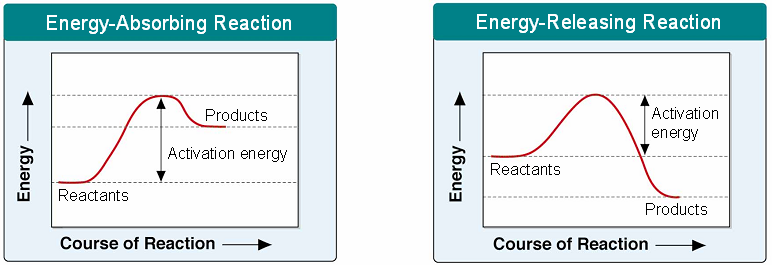 Energy-Absorbing Reaction
Energy
Products
Activation energy
Reactants
Course of Reaction
Energy-Releasing Reaction
Energy
Activation
energy
Reactants
Products
Course of Reaction